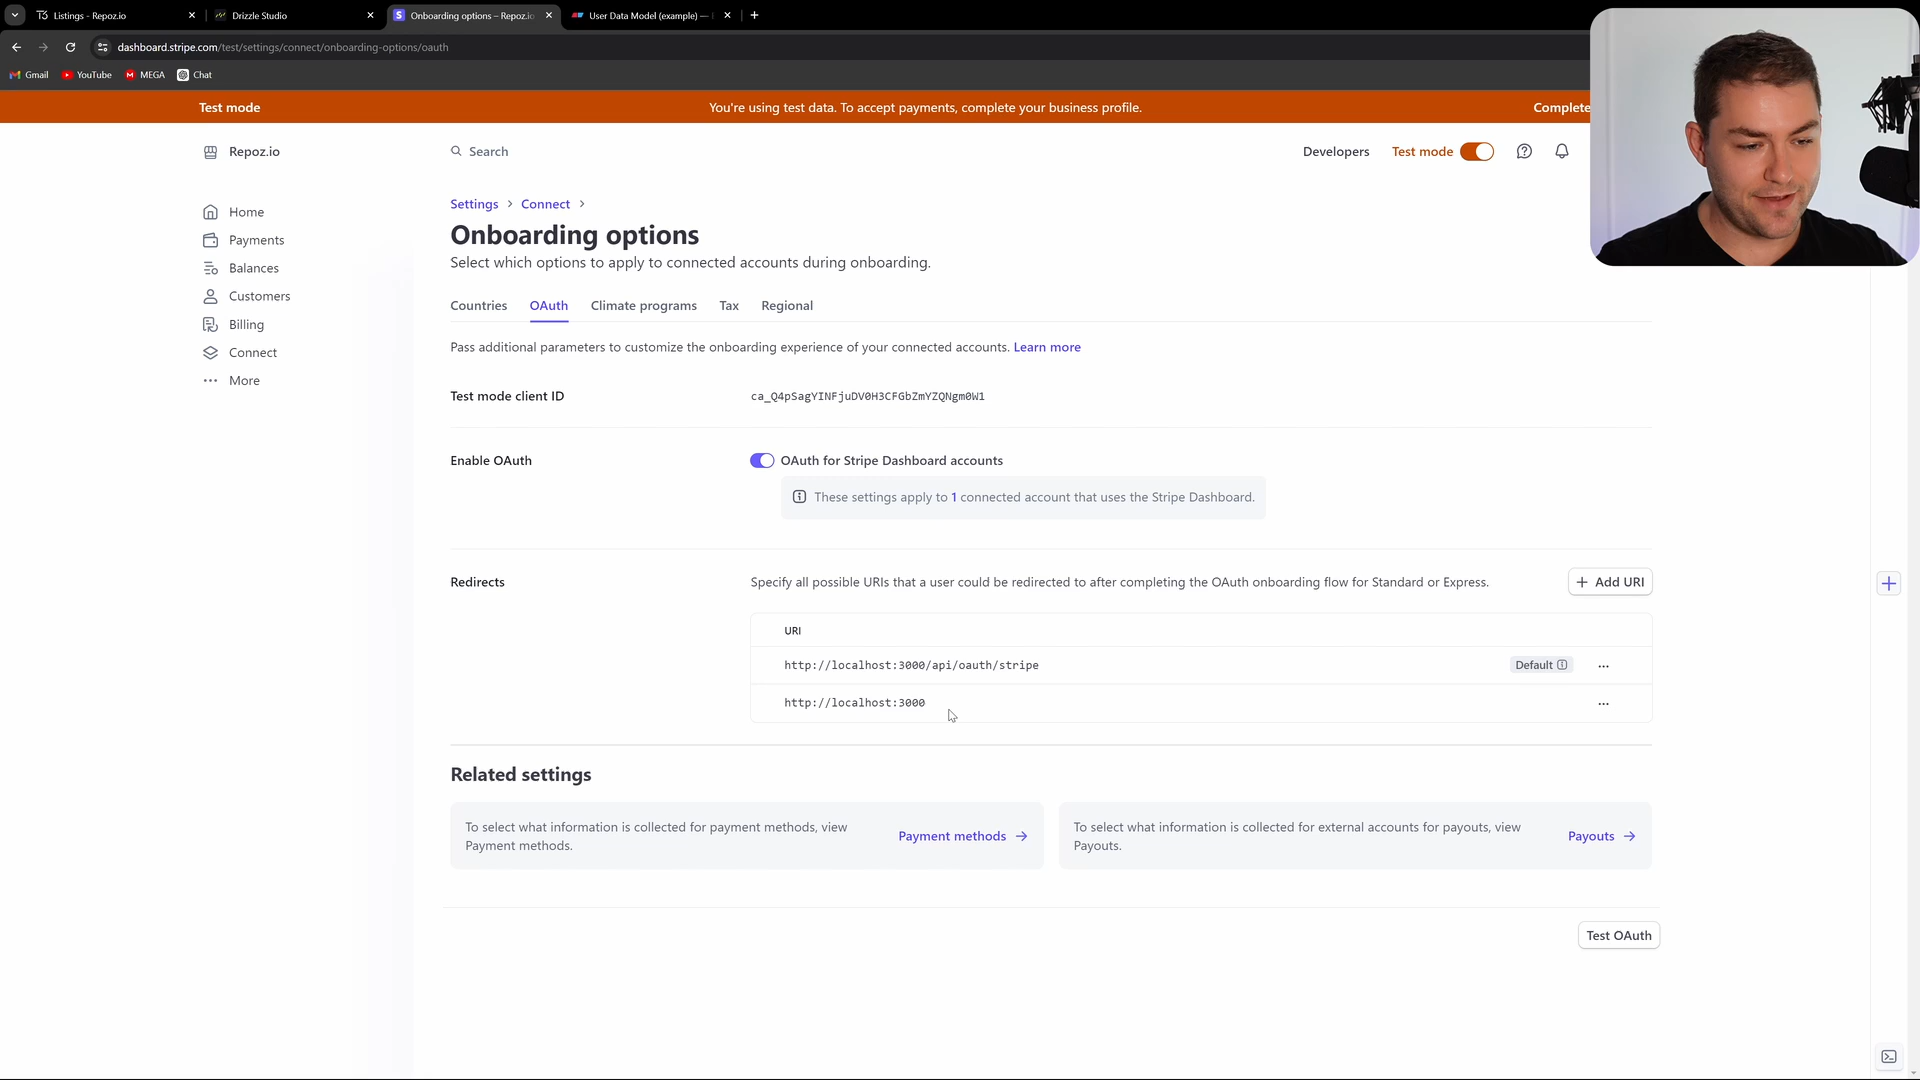 Listings - Repoz.io
Drizzle Studio
Onboarding options – Repoz.io
User Data Model (example) —
dashboard.stripe.com/test/settings/connect/onboarding-options/oauth
Gmail
YouTube
MEGA
Chat
Test mode
You're using test data. To accept payments, complete your business profile.
Complete
Repoz.io
Search
Developers
Test mode
Home
Payments
Balances
Customers
Billing
Connect
More
Settings
Connect
Onboarding options
Select which options to apply to connected accounts during onboarding.
Countries
OAuth
Climate programs
Tax
Regional
Pass additional parameters to customize the onboarding experience of your connected accounts. Learn more
Test mode client ID
ca_Q4pSagYINFjuDV0H3CFGbZmYZQNgm0W1
Enable OAuth
OAuth for Stripe Dashboard accounts
These settings apply to 1 connected account that uses the Stripe Dashboard.
Redirects
Specify all possible URIs that a user could be redirected to after completing the OAuth onboarding flow for Standard or Express.
Add URI
URI
http://localhost:3000/api/oauth/stripe
Default
http://localhost:3000
Related settings
To select what information is collected for payment methods, view
Payment methods.
Payment methods
To select what information is collected for external accounts for payouts, view
Payouts.
Payouts
Test OAuth